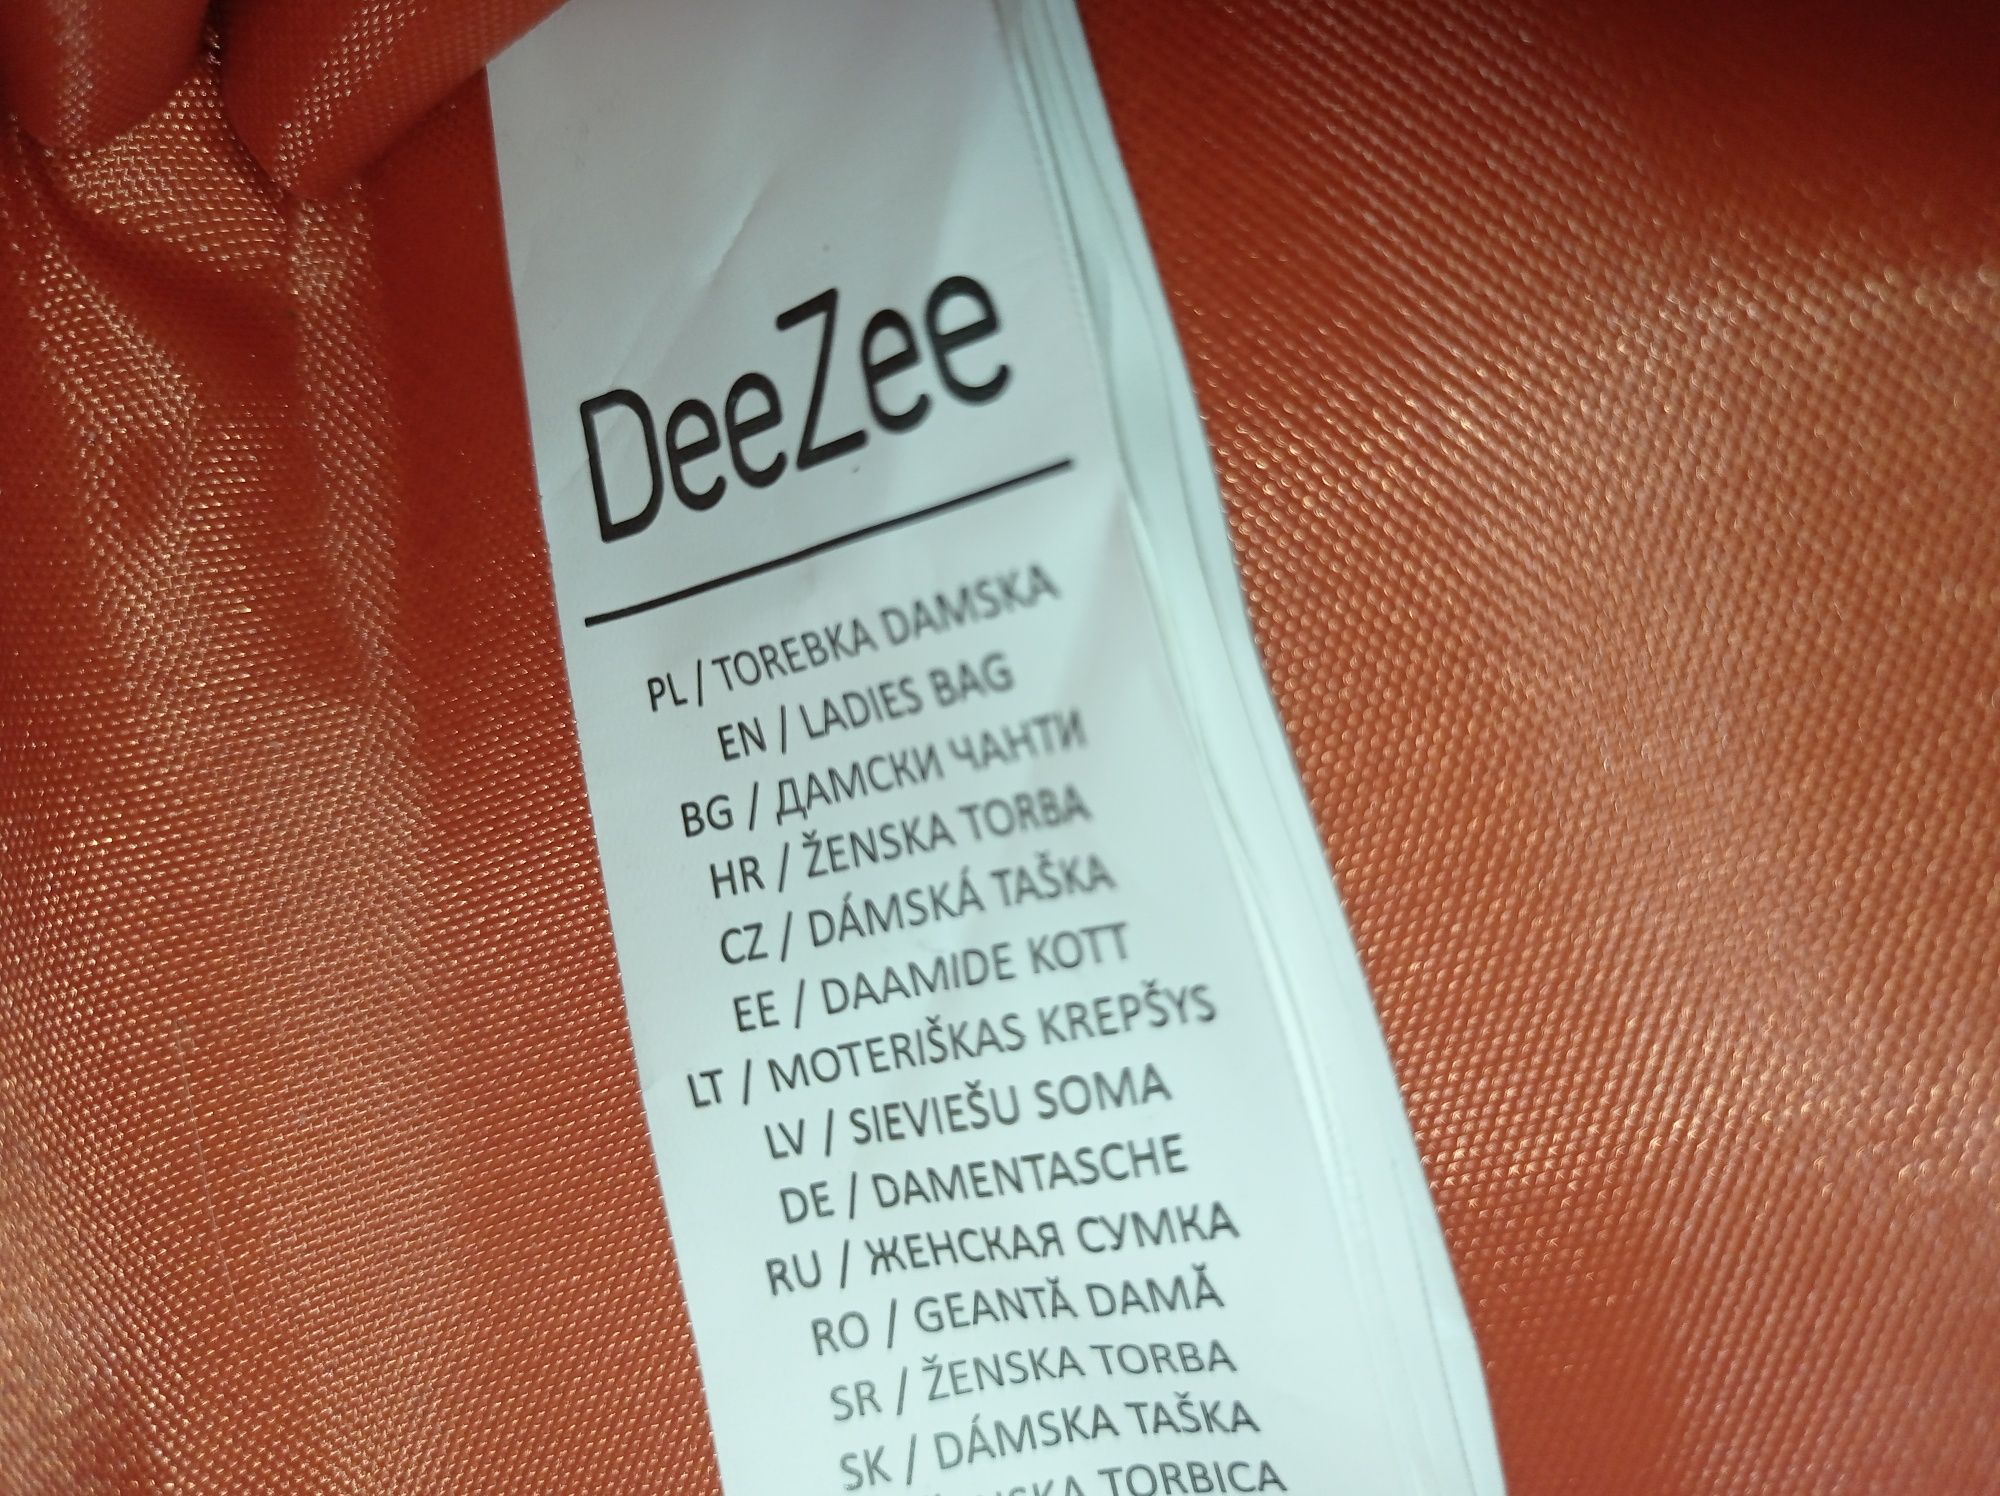 DeeZee
PL / TOREBKA DAMSKA
EN / LADIES BAG
BG / ДАМСКИ ЧАНТИ
HR / ŽENSKA TORBA
CZ / DÁMSKÁ TAŠKA
EE / DAAMIDE KOTT
LT / MOTERIŠKAS KREPŠYS
LV / SIEVIEŠU SOMA
DE / DAMENTASCHE
RU / ЖЕНСКАЯ СУМКА
RO / GEANTĂ DAMĂ
SR / ŽENSKA TORBA
SK / DÁMSKA TAŠKA
TORBICA